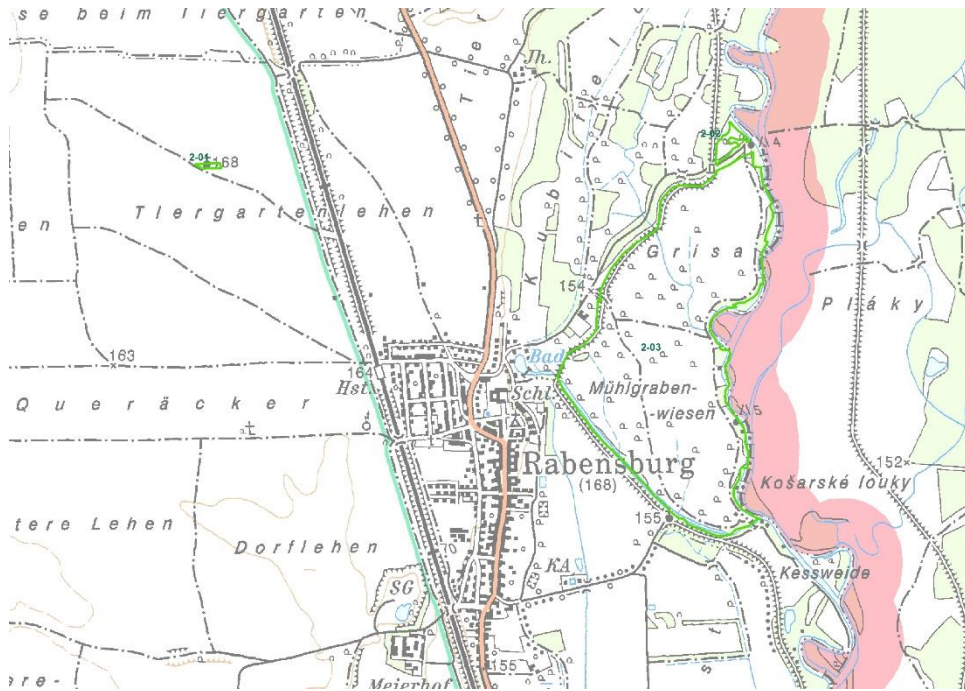 se beim Tiergarten
Th.
2-02
2-01
168
Tiergartenlehen
en
Kubitfel
Grisa
154
Pláky
163
164
Hst.
Bad
2-03
Mühlgraben-
-wiesen
Schl.
Queräcker
Rabensburg
(168)
152
Košarské louky
tere Lehen
Dorflehen
155
KA
Kessweide
SG
155
Meierhof
ere-